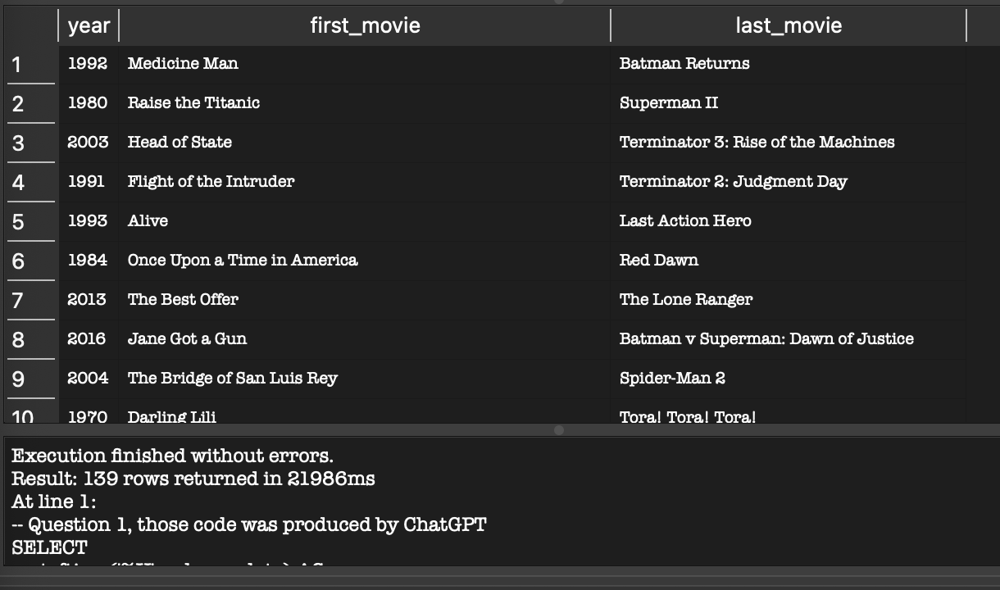 year first_movie last_movie
1 1992 Medicine Man Batman Returns
2 1980 Raise the Titanic Superman II
3 2003 Head of State Terminator 3: Rise of the Machines
4 1991 Flight of the Intruder Terminator 2: Judgment Day
5 1993 Alive Last Action Hero
6 1984 Once Upon a Time in America Red Dawn
7 2013 The Best Offer The Lone Ranger
8 2016 Jane Got a Gun Batman v Superman: Dawn of Justice
9 2004 The Bridge of San Luis Rey Spider-Man 2
10 1970 Darling Lili Tora! Tora! Tora!
Execution finished without errors.
Result: 139 rows returned in 21986ms
At line 1:
-- Question 1, those code was produced by ChatGPT
SELECT